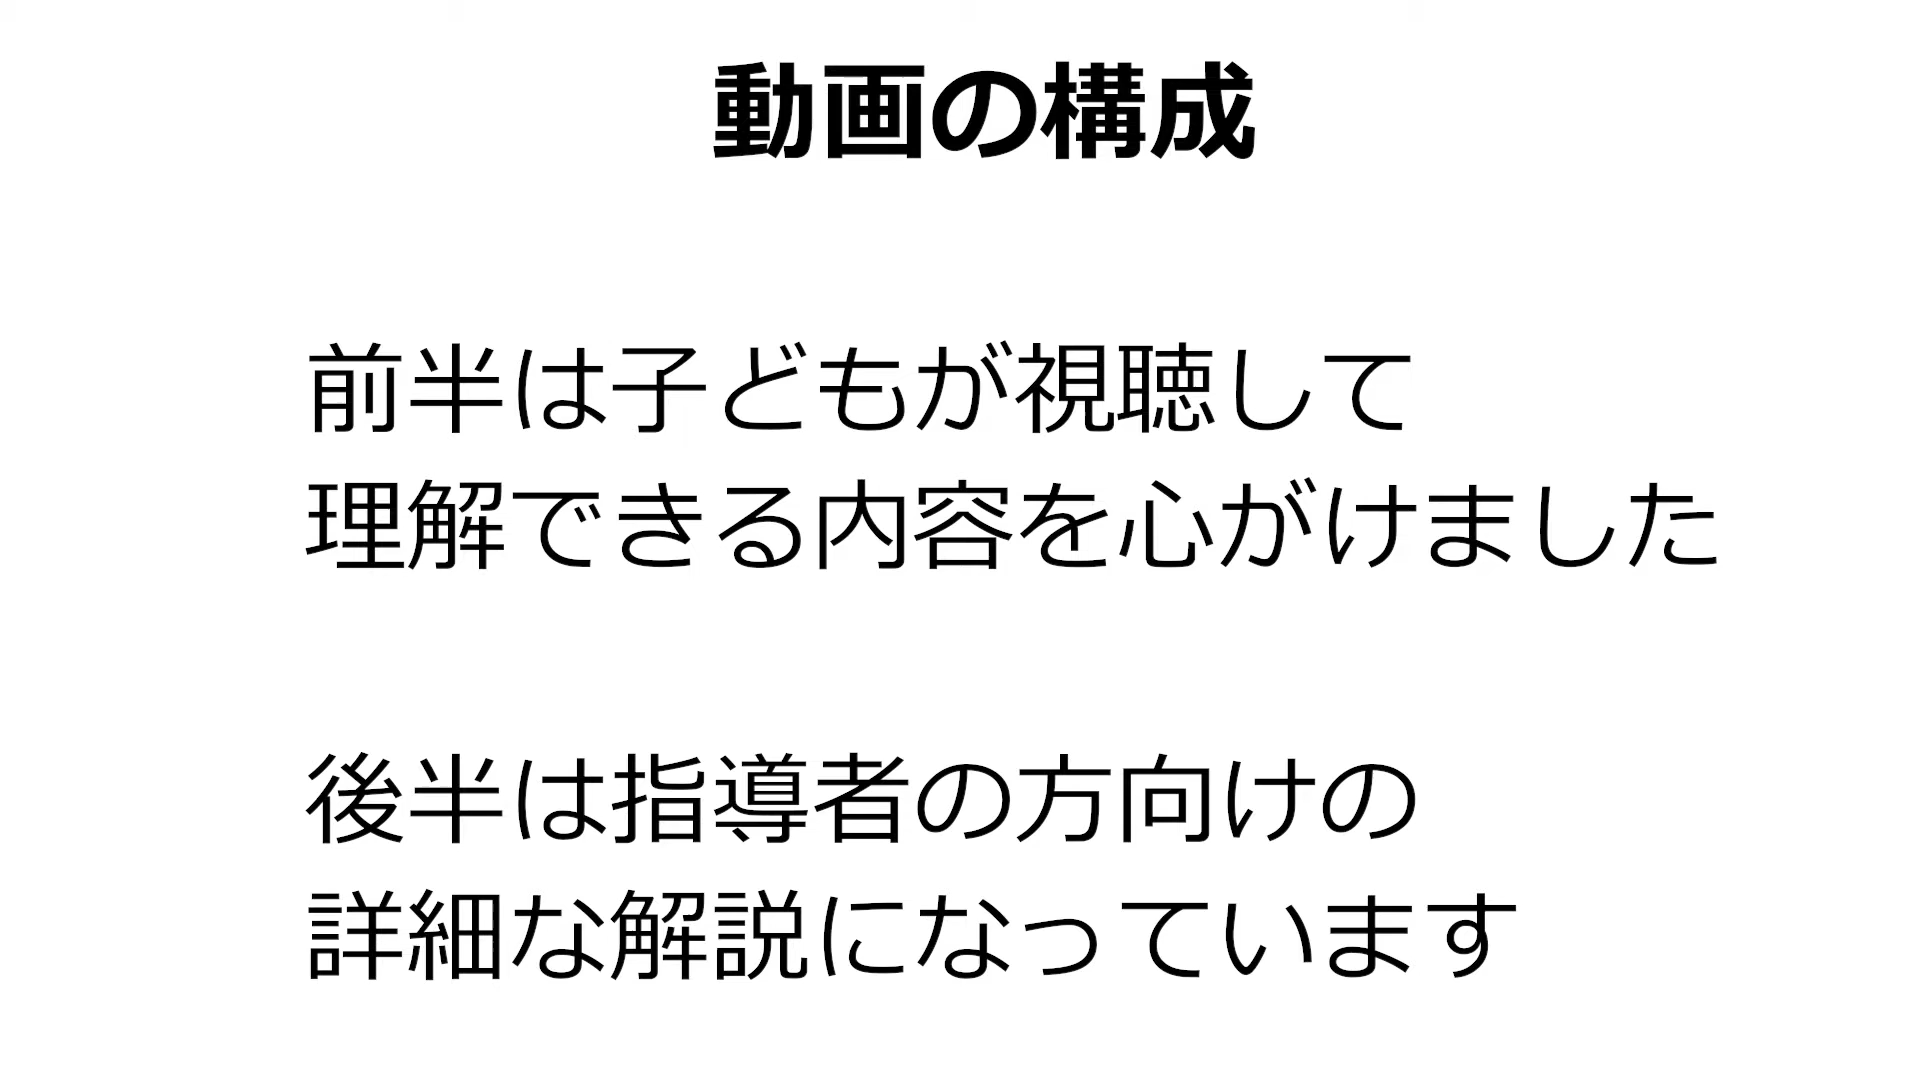 動画の構成
前半は子どもが視聴して
理解できる内容を心がけました
後半は指導者の方向けの
詳細な解説になっています